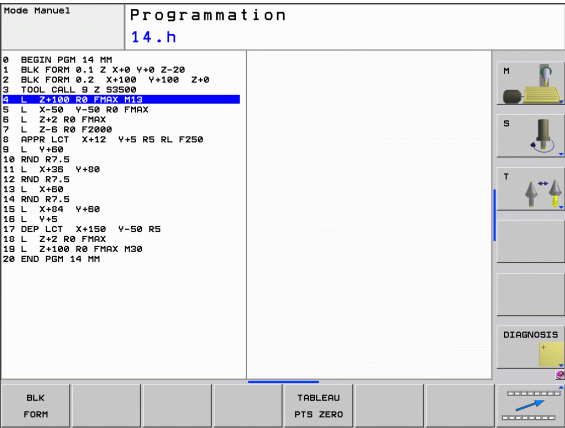 Mode Manuel
Programmation
14.h
0 BEGIN PGM 14 MM
1 BLK FORM 0.1 Z X+0 Y+0 Z-20
2 BLK FORM 0.2 X+100 Y+100 Z+0
3 TOOL CALL 9 Z S3500
4 L Z+100 R0 FMAX M13
5 L X-50 Y-50 R0 FMAX
6 L Z+2 R0 FMAX
7 L Z-6 R0 F2000
8 APPR LCT X+12 Y+5 R5 RL F250
9 L Y+60
10 RND R7.5
11 L X+36 Y+80
12 RND R7.5
13 L X+60
14 RND R7.5
15 L X+84 Y+60
16 L Y+5
17 DEP LCT X+150 Y-50 R5
18 L Z+2 R0 FMAX
19 L Z+100 R0 FMAX M30
20 END PGM 14 MM
M
S
T
DIAGNOSIS
BLK
FORM
TABLEAU
PTS ZERO